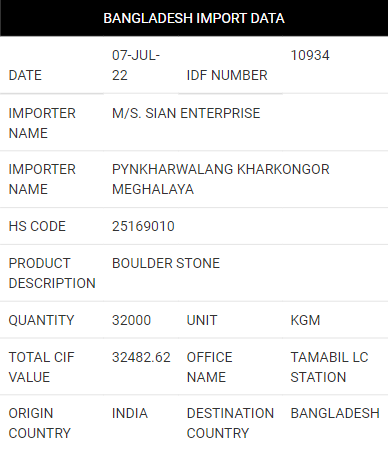 BANGLADESH IMPORT DATA
DATE 07-JUL-
22 IDF NUMBER 10934
IMPORTER
NAME M/S. SIAN ENTERPRISE
IMPORTER
NAME PYNKHARWALANG KHARKONGOR
MEGHALAYA
HS CODE 25169010
PRODUCT
DESCRIPTION BOULDER STONE
QUANTITY 32000 UNIT KGM
TOTAL CIF
VALUE 32482.62 OFFICE
NAME TAMABIL LC
STATION
ORIGIN
COUNTRY INDIA DESTINATION
COUNTRY BANGLADESH